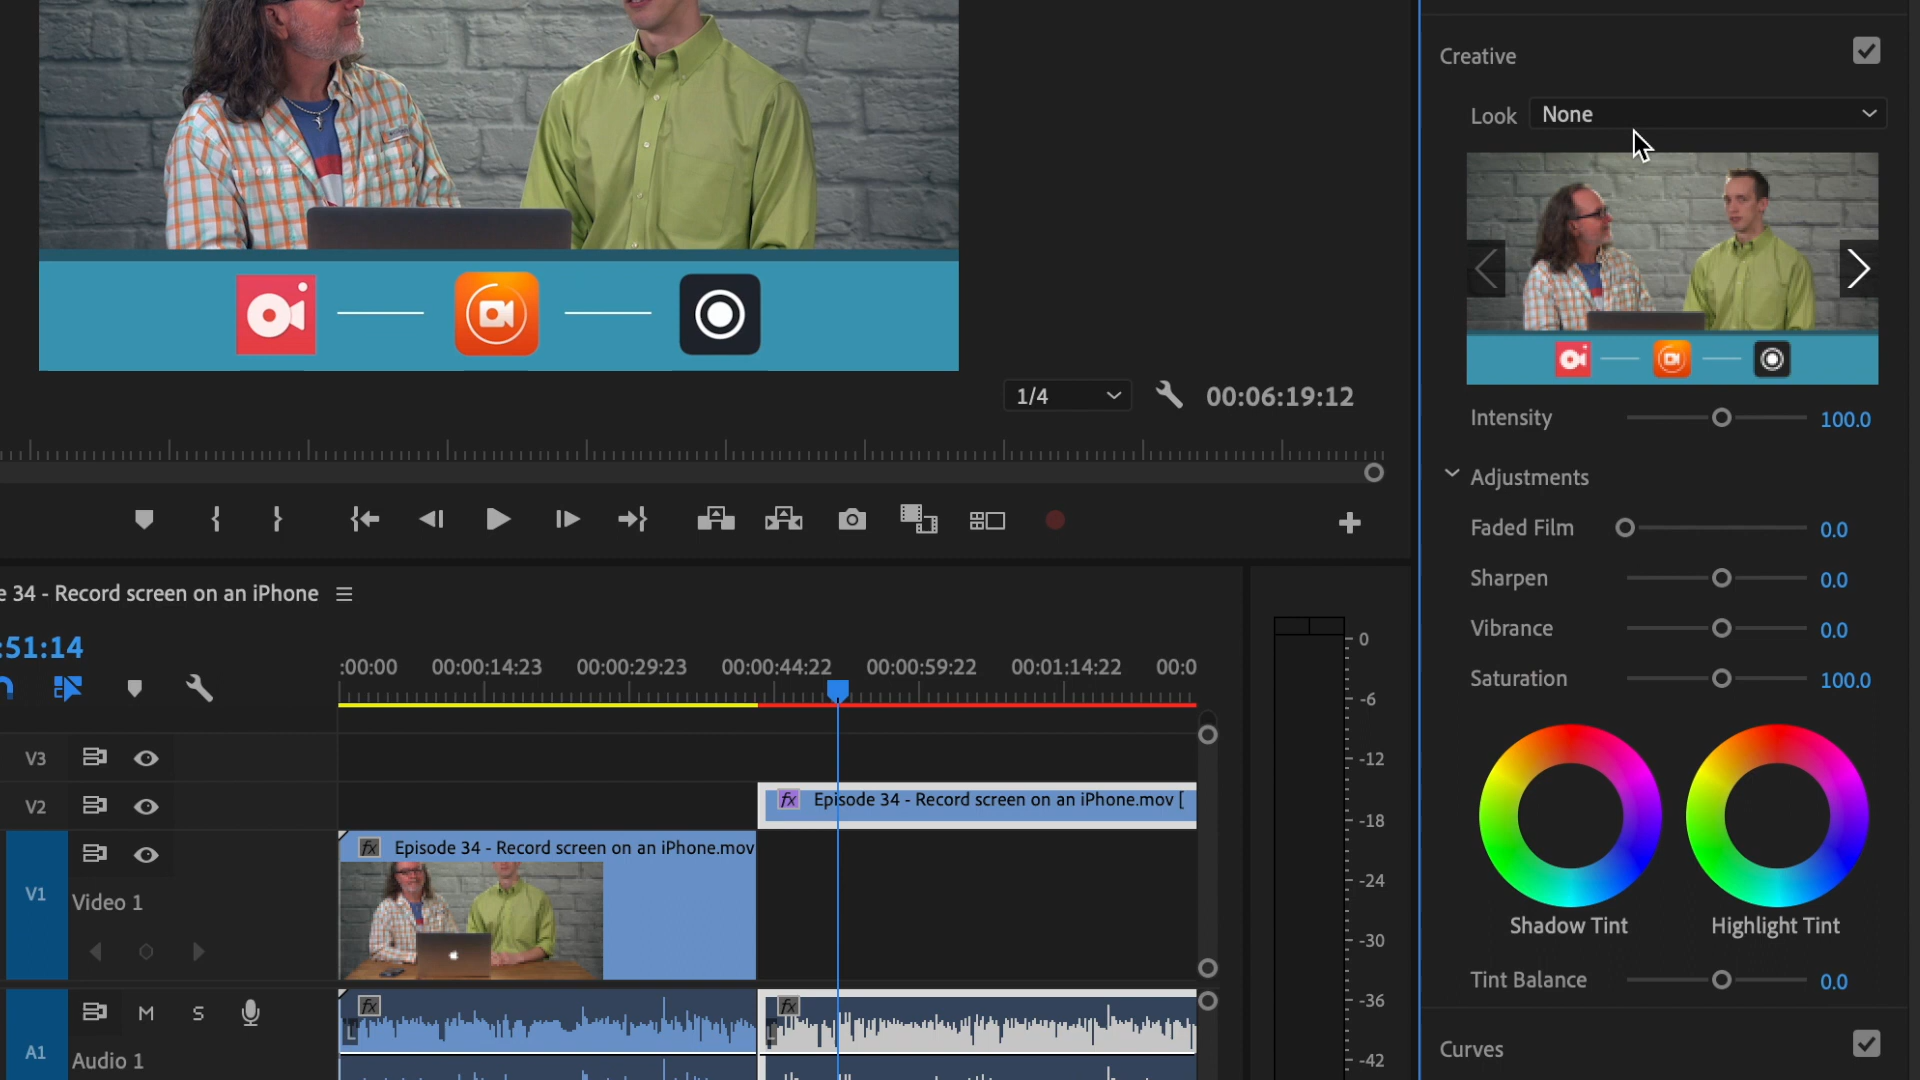 Creative
Look None
Intensity 100.0
Adjustments
Faded Film 0.0
Sharpen 0.0
Vibrance 0.0
Saturation 100.0
Shadow Tint Highlight Tint
Tint Balance 0.0
Curves
1/4 00:06:19:12
e 34 - Record screen on an iPhone
:51:14
:00:00 00:00:14:23 00:00:29:23 00:00:44:22 00:00:59:22 00:01:14:22 00:0
V3
V2
fx Episode 34 - Record screen on an iPhone.mov [
V1
fx Episode 34 - Record screen on an iPhone.mov
Video 1
A1
M S
Audio 1
fx
L
fx
L
0
-6
-12
-18
-24
-30
-36
-42